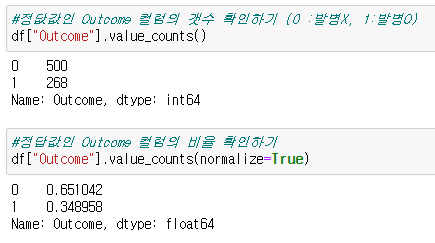 #정답값인 Outcome 컬럼의 갯수 확인하기 (0 :발병X, 1:발병O)
df["Outcome"].value_counts()
0    500
1    268
Name: Outcome, dtype: int64
#정답값인 Outcome 컬럼의 비율 확인하기
df["Outcome"].value_counts(normalize=True)
0    0.651042
1    0.348958
Name: Outcome, dtype: float64